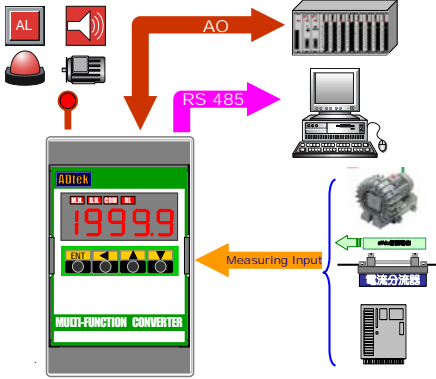 AL
AO
RS 485
ADtek
M.H. D.H. COM RL
1999.9
ENT
Measuring Input
電流分流器
MULTI-FUNCTION CONVERTER